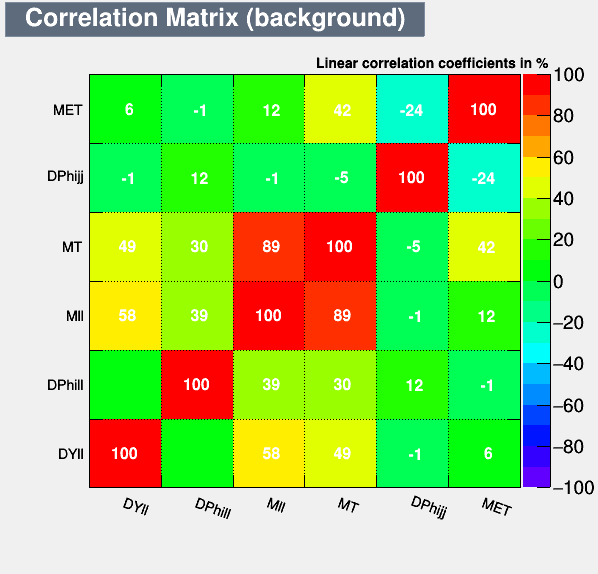 Correlation Matrix (background)
Linear correlation coefficients in %
MET 6 -1 12 42 -24 100
DPhijj -1 12 -1 -5 100 -24
MT 49 30 89 100 -5 42
Mll 58 39 100 89 -1 12
DPhill 100 39 30 12 -1
DYll 100 58 49 -1 6
DYll DPhill Mll MT DPhijj MET
100
80
60
40
20
0
−20
−40
−60
−80
−100